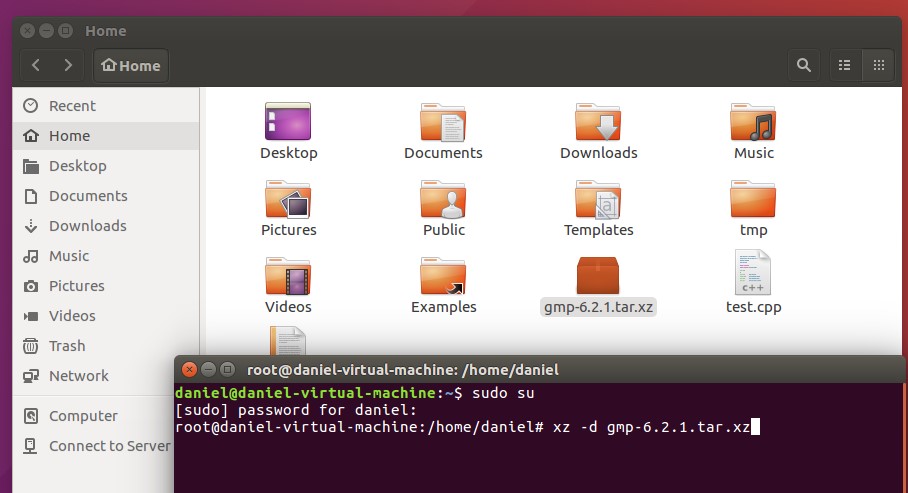 Home
Home
Recent
Home
Desktop
Documents
Downloads
Music
Pictures
Videos
Trash
Network
Computer
Connect to Server
Desktop Documents Downloads Music
Pictures Public Templates tmp
Videos Examples gmp-6.2.1.tar.xz test.cpp
c++
root@daniel-virtual-machine: /home/daniel
daniel@daniel-virtual-machine:~$ sudo su
[sudo] password for daniel:
root@daniel-virtual-machine:/home/daniel# xz -d gmp-6.2.1.tar.xz